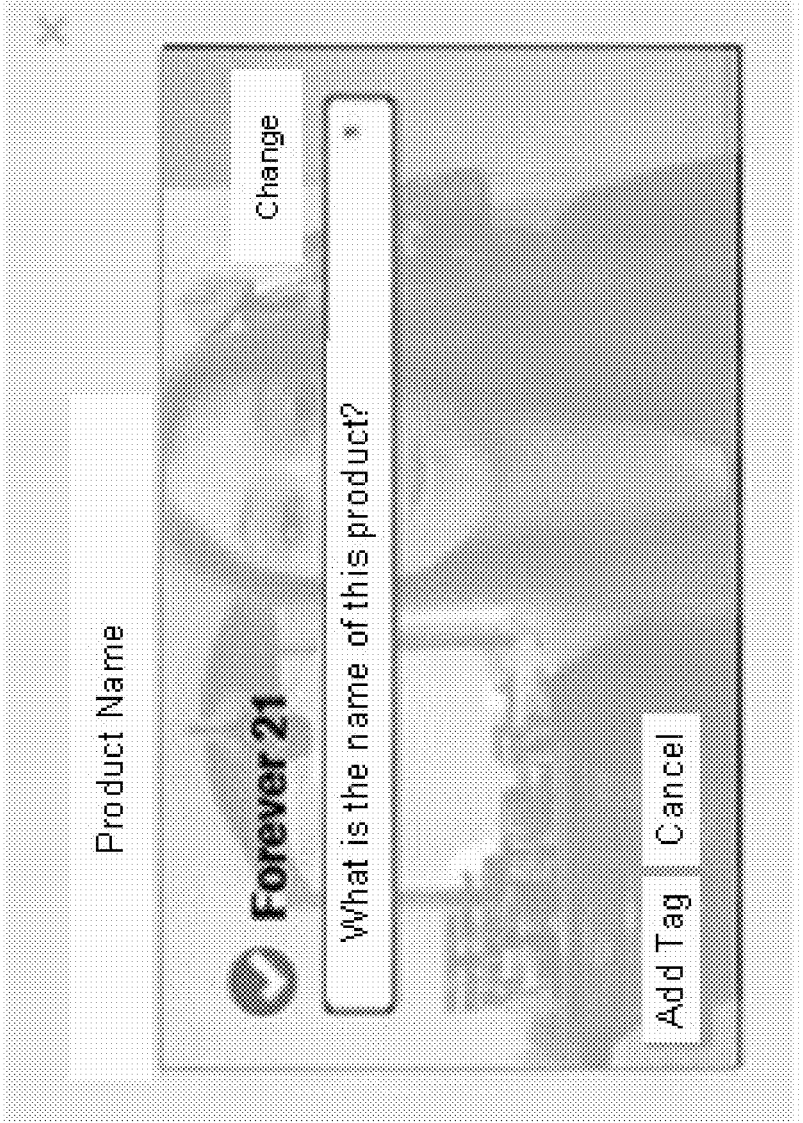 Product Name
Forever 21
Change
What is the name of this product?
Add Tag
Cancel